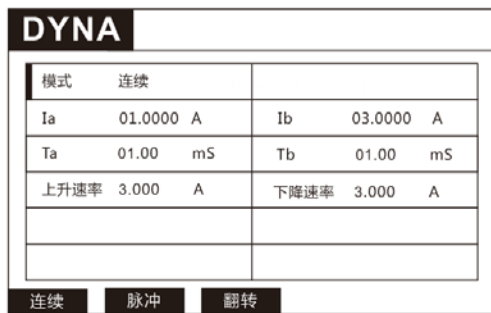 DYNA
模式 连续
Ia 01.0000 A Ib 03.0000 A
Ta 01.00 mS Tb 01.00 mS
上升速率 3.000 A 下降速率 3.000 A
连续 脉冲 翻转